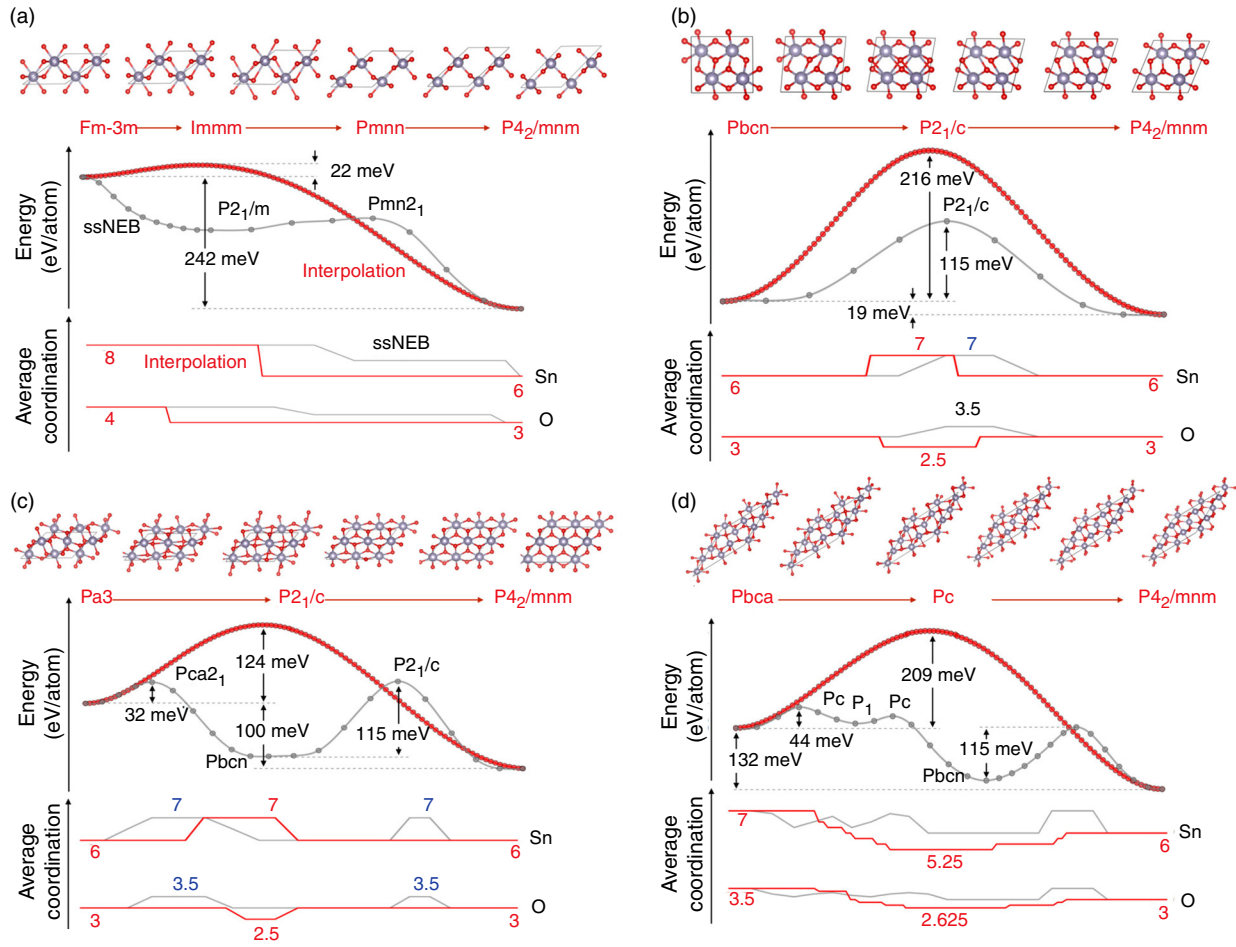 (a)
Fm-3m Immm Pmnn P4₂/mnm
Energy
(eV/atom)
22 meV
P2₁/m
Pmn2₁
ssNEB
242 meV
Interpolation
Average
coordination
8
Interpolation
ssNEB
6
Sn
4
3
O
(b)
Pbcn P2₁/c P4₂/mnm
Energy
(eV/atom)
216 meV
P2₁/c
115 meV
19 meV
Average
coordination
7 7
6 6
Sn
3.5
3 3
O
2.5
(c)
Pa3 P2₁/c P4₂/mnm
Energy
(eV/atom)
124 meV
Pca2₁
P2₁/c
32 meV
100 meV
115 meV
Pbcn
Average
coordination
7 7 7
6 6
Sn
3.5 3.5
3 3
O
2.5
(d)
Pbca Pc P4₂/mnm
Energy
(eV/atom)
209 meV
Pc P₁ Pc
44 meV
115 meV
132 meV
Pbcn
Average
coordination
7
6
Sn
5.25
3.5
3
O
2.625